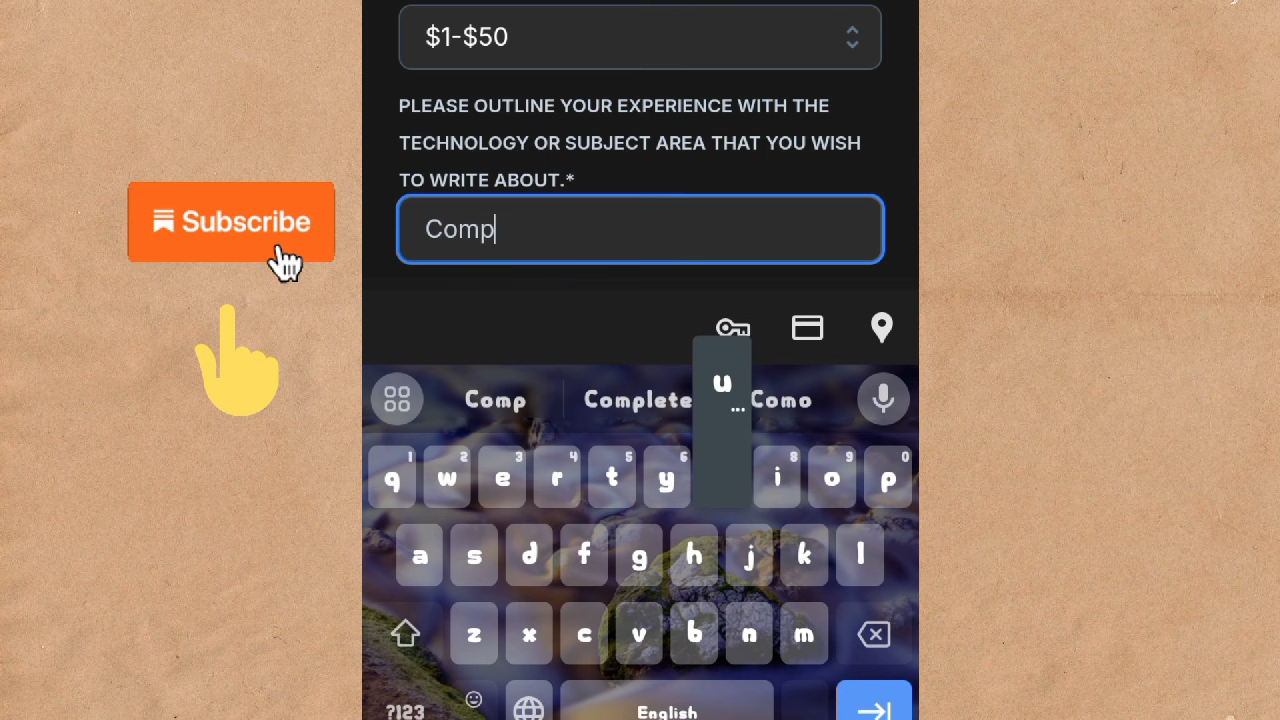 $1-$50
PLEASE OUTLINE YOUR EXPERIENCE WITH THE
TECHNOLOGY OR SUBJECT AREA THAT YOU WISH
TO WRITE ABOUT.*
Subscribe
Comp
u
...
Comp Complete Como
1 2 3 4 5 6 8 9 0
q w e r t y i o p
a s d f g h j k l
z x c v b n m
?123 English